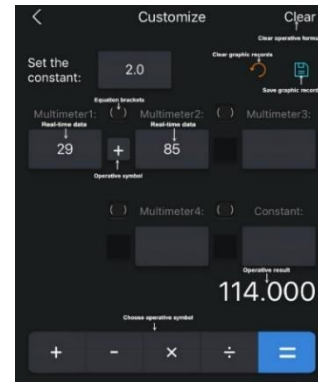 Customize Clear
Clear operative formu
Set the constant: 2.0
Clear graphic records
Save graphic record
Equation brackets
Multimeter1: ( ) Multimeter2: ( ) Multimeter3:
Real-time data Real-time data
29 + 85
Operative symbol
( ) Multimeter4: ( ) Constant:
Operative result
114.000
Choose operative symbol
+ - × ÷ =